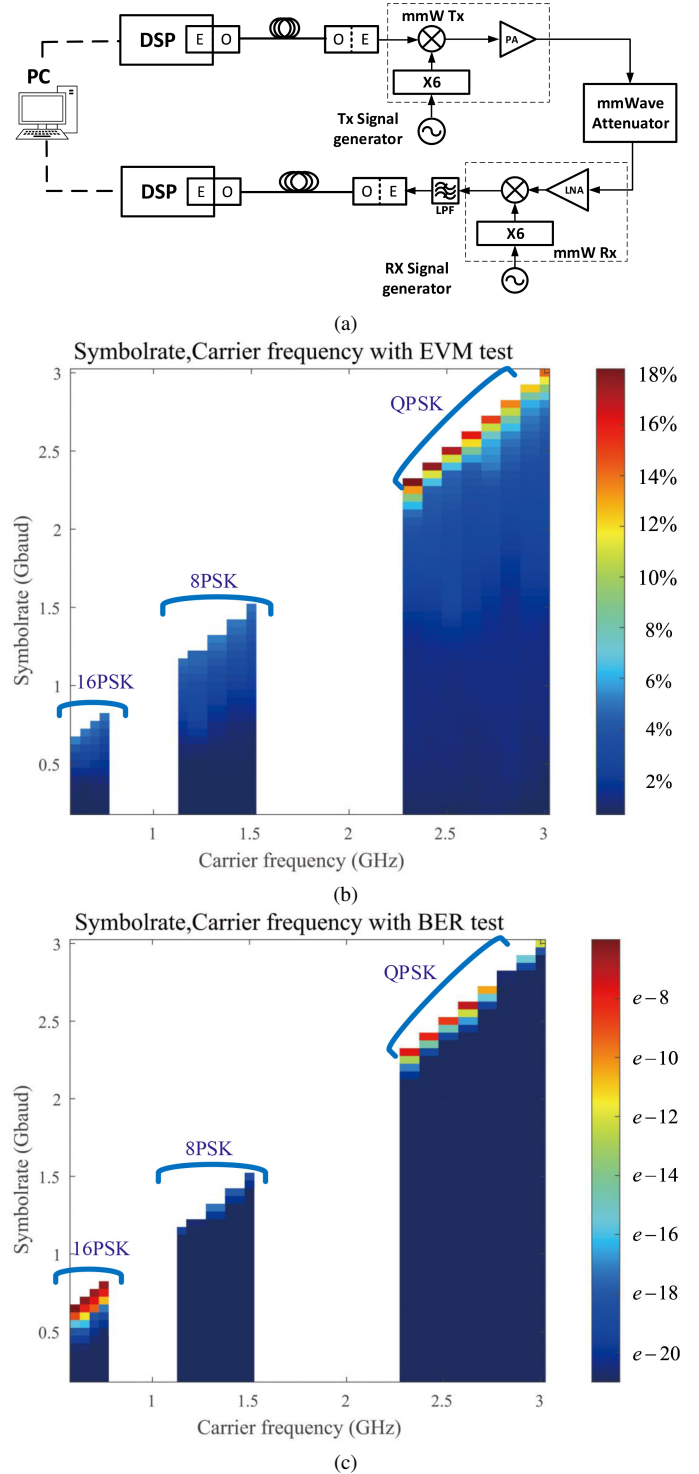 DSP E O O E mmW Tx PA
PC
X6
Tx Signal
generator
mmWave
Attenuator
DSP E O O E LPF LNA
X6
mmW Rx
RX Signal
generator
(a)
Symbolrate,Carrier frequency with EVM test
3
2.5
2
1.5
1
0.5
Symbolrate (Gbaud)
QPSK
8PSK
16PSK
1 1.5 2 2.5 3
Carrier frequency (GHz)
18%
16%
14%
12%
10%
8%
6%
4%
2%
(b)
Symbolrate,Carrier frequency with BER test
3
2.5
2
1.5
1
0.5
Symbolrate (Gbaud)
QPSK
8PSK
16PSK
1 1.5 2 2.5 3
Carrier frequency (GHz)
e−8
e−10
e−12
e−14
e−16
e−18
e−20
(c)